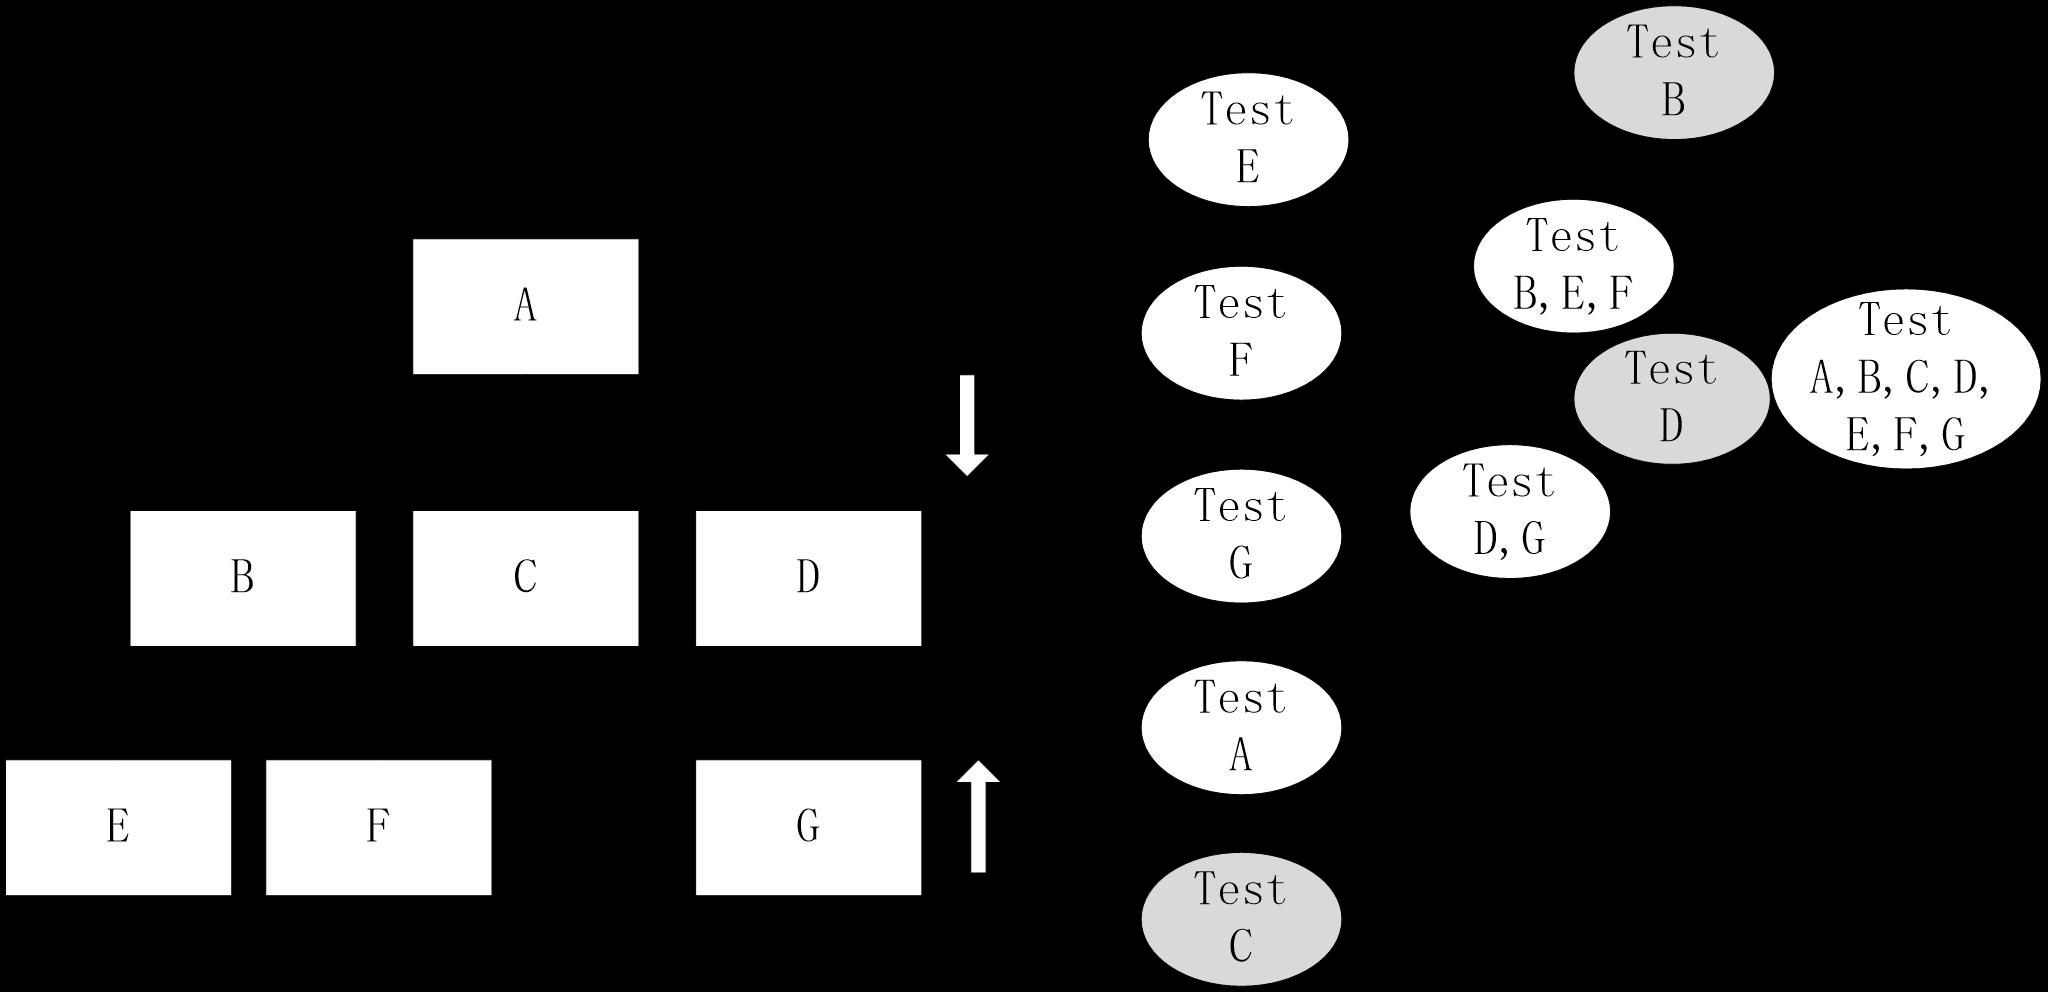 A
B
C
D
E
F
G
Test
E
Test
F
Test
G
Test
A
Test
C
Test
B
Test
B, E, F
Test
D
Test
D, G
Test
A, B, C, D,
E, F, G